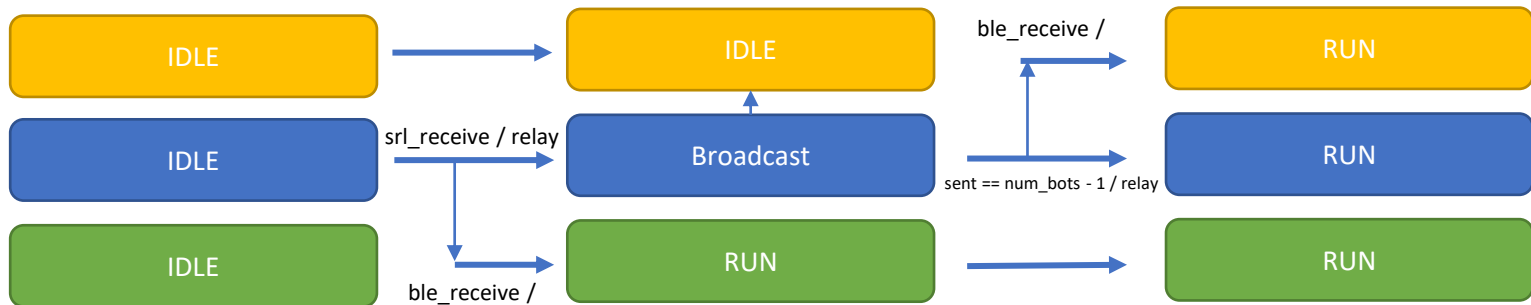 IDLE
IDLE
ble_receive /
RUN
IDLE
srl_receive / relay
Broadcast
sent == num_bots - 1 / relay
RUN
IDLE
ble_receive /
RUN
RUN